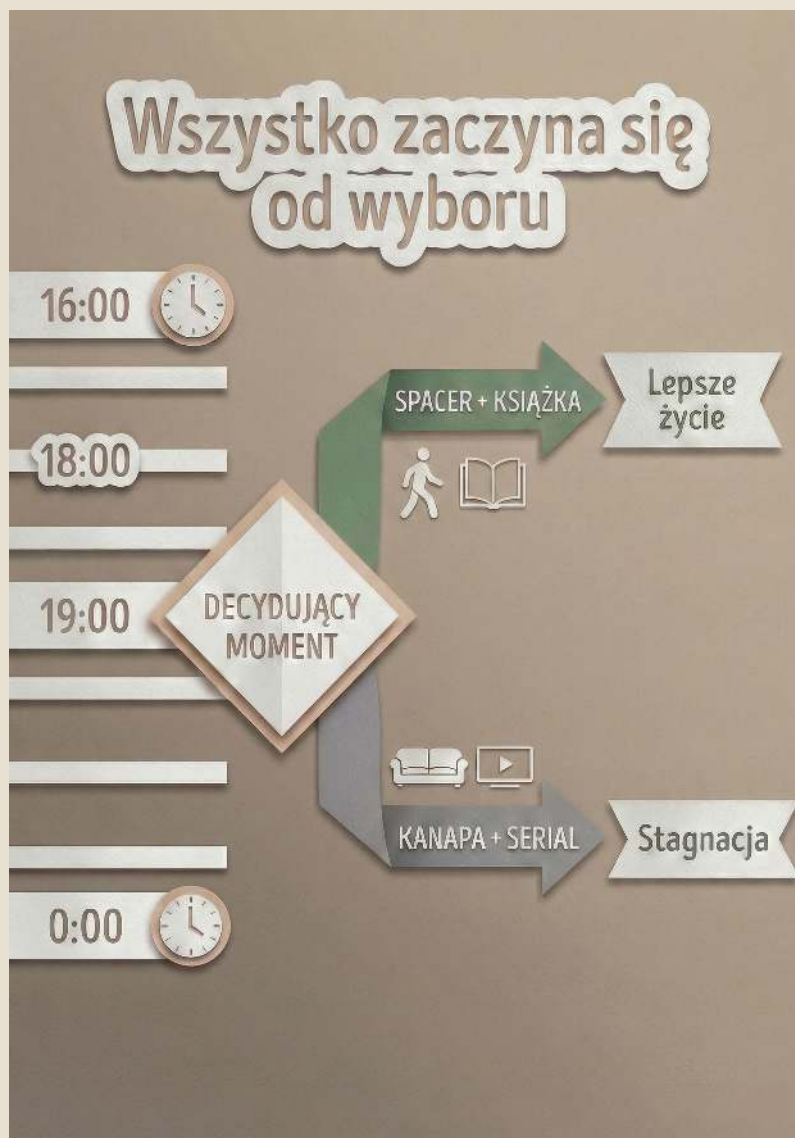 Wszystko zaczyna się
od wyboru
16:00
18:00
19:00
0:00
DECYDUJĄCY
MOMENT
SPACER + KSIĄŻKA
Lepsze
życie
KANAPA + SERIAL
Stagnacja